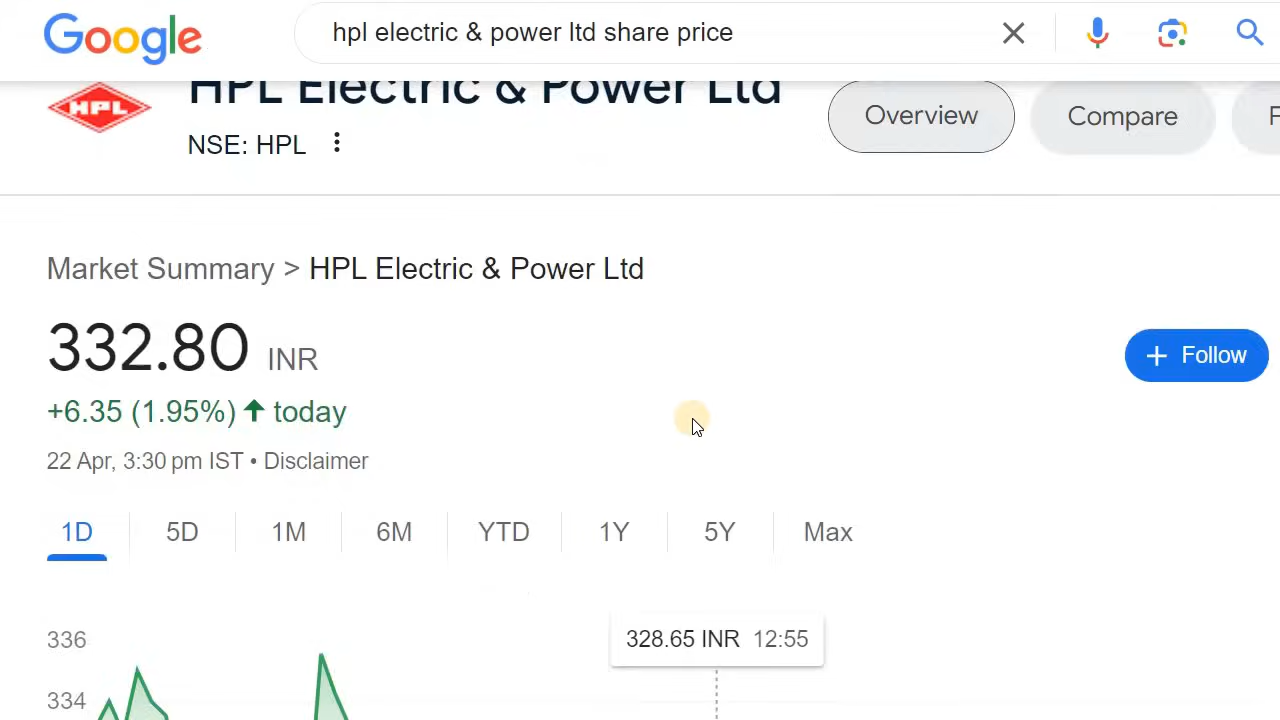 Google
hpl electric & power ltd share price
HPL
HPL Electric & Power Ltd
NSE: HPL
Overview
Compare
F
Market Summary > HPL Electric & Power Ltd
332.80 INR
+ Follow
+6.35 (1.95%) ↑ today
22 Apr, 3:30 pm IST • Disclaimer
1D 5D 1M 6M YTD 1Y 5Y Max
336
328.65 INR 12:55
334